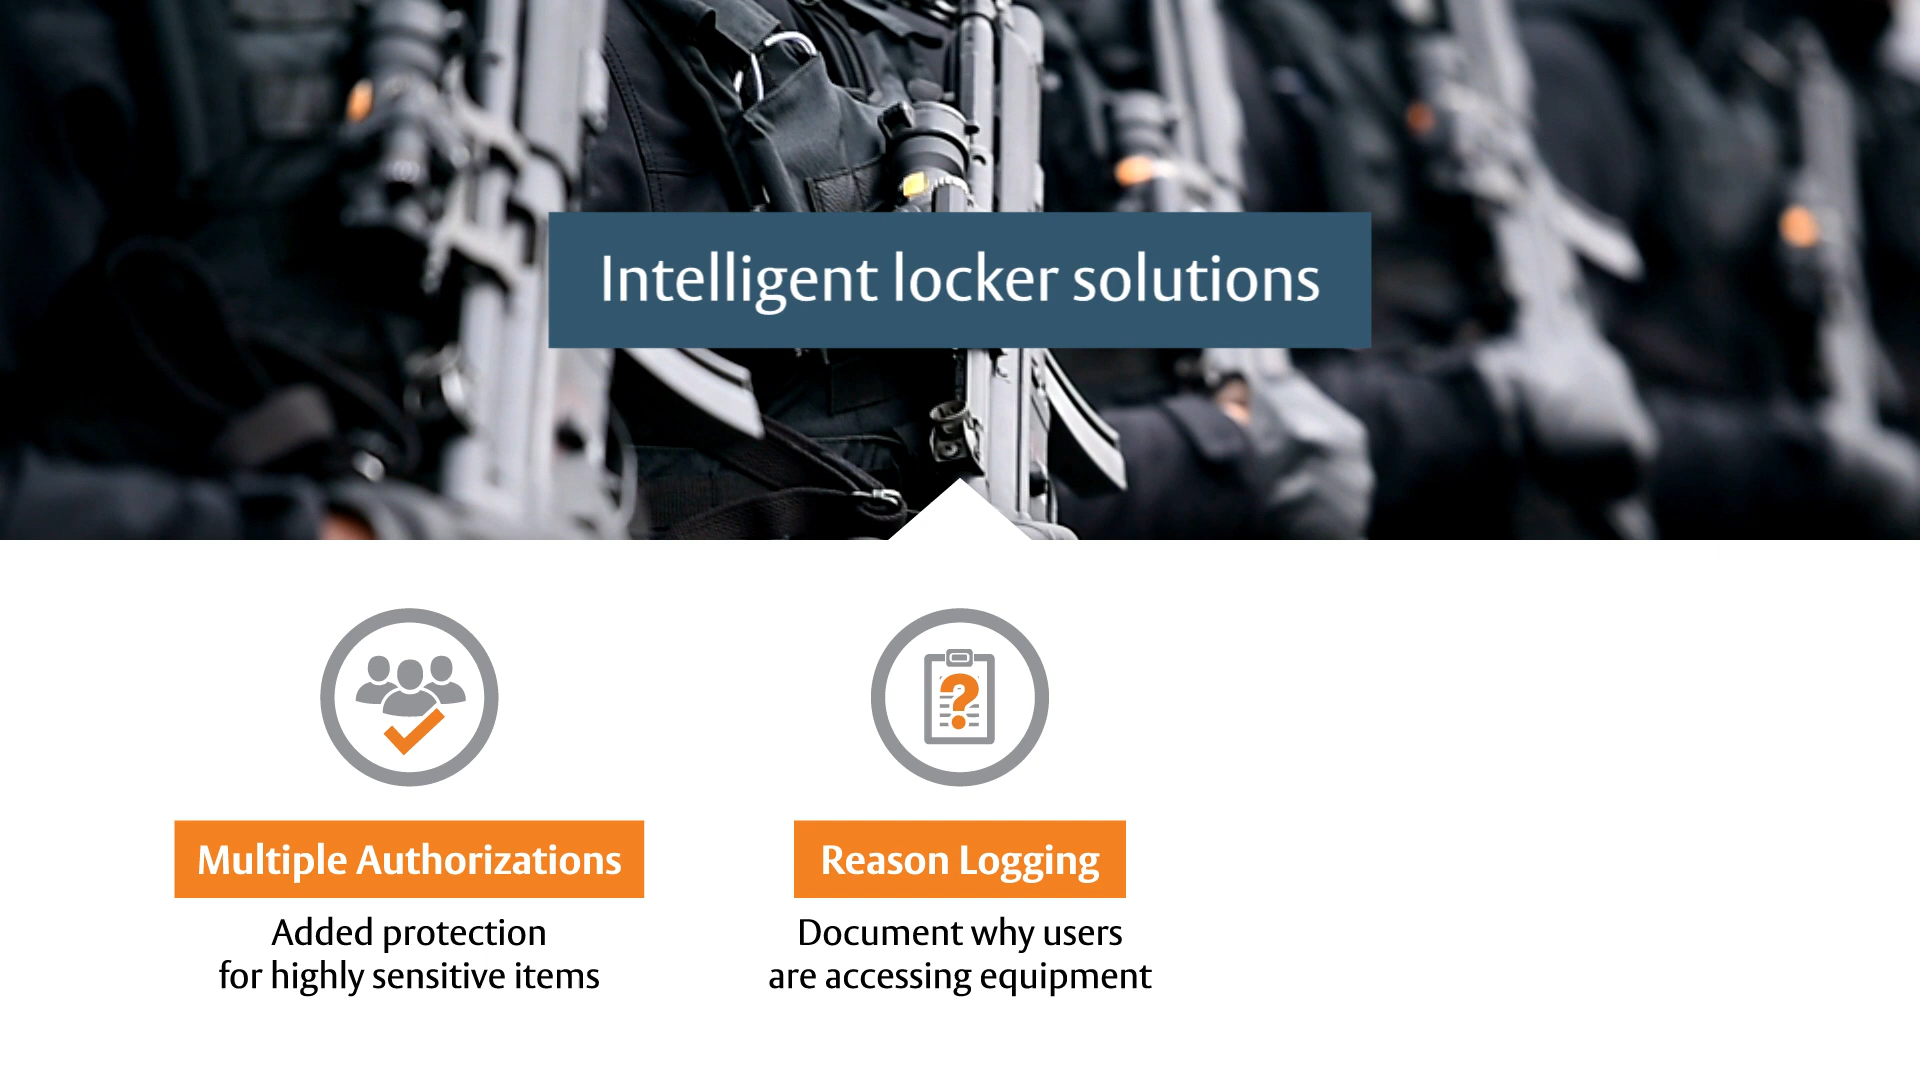 Intelligent locker solutions
Multiple Authorizations
Added protection
for highly sensitive items
Reason Logging
Document why users
are accessing equipment